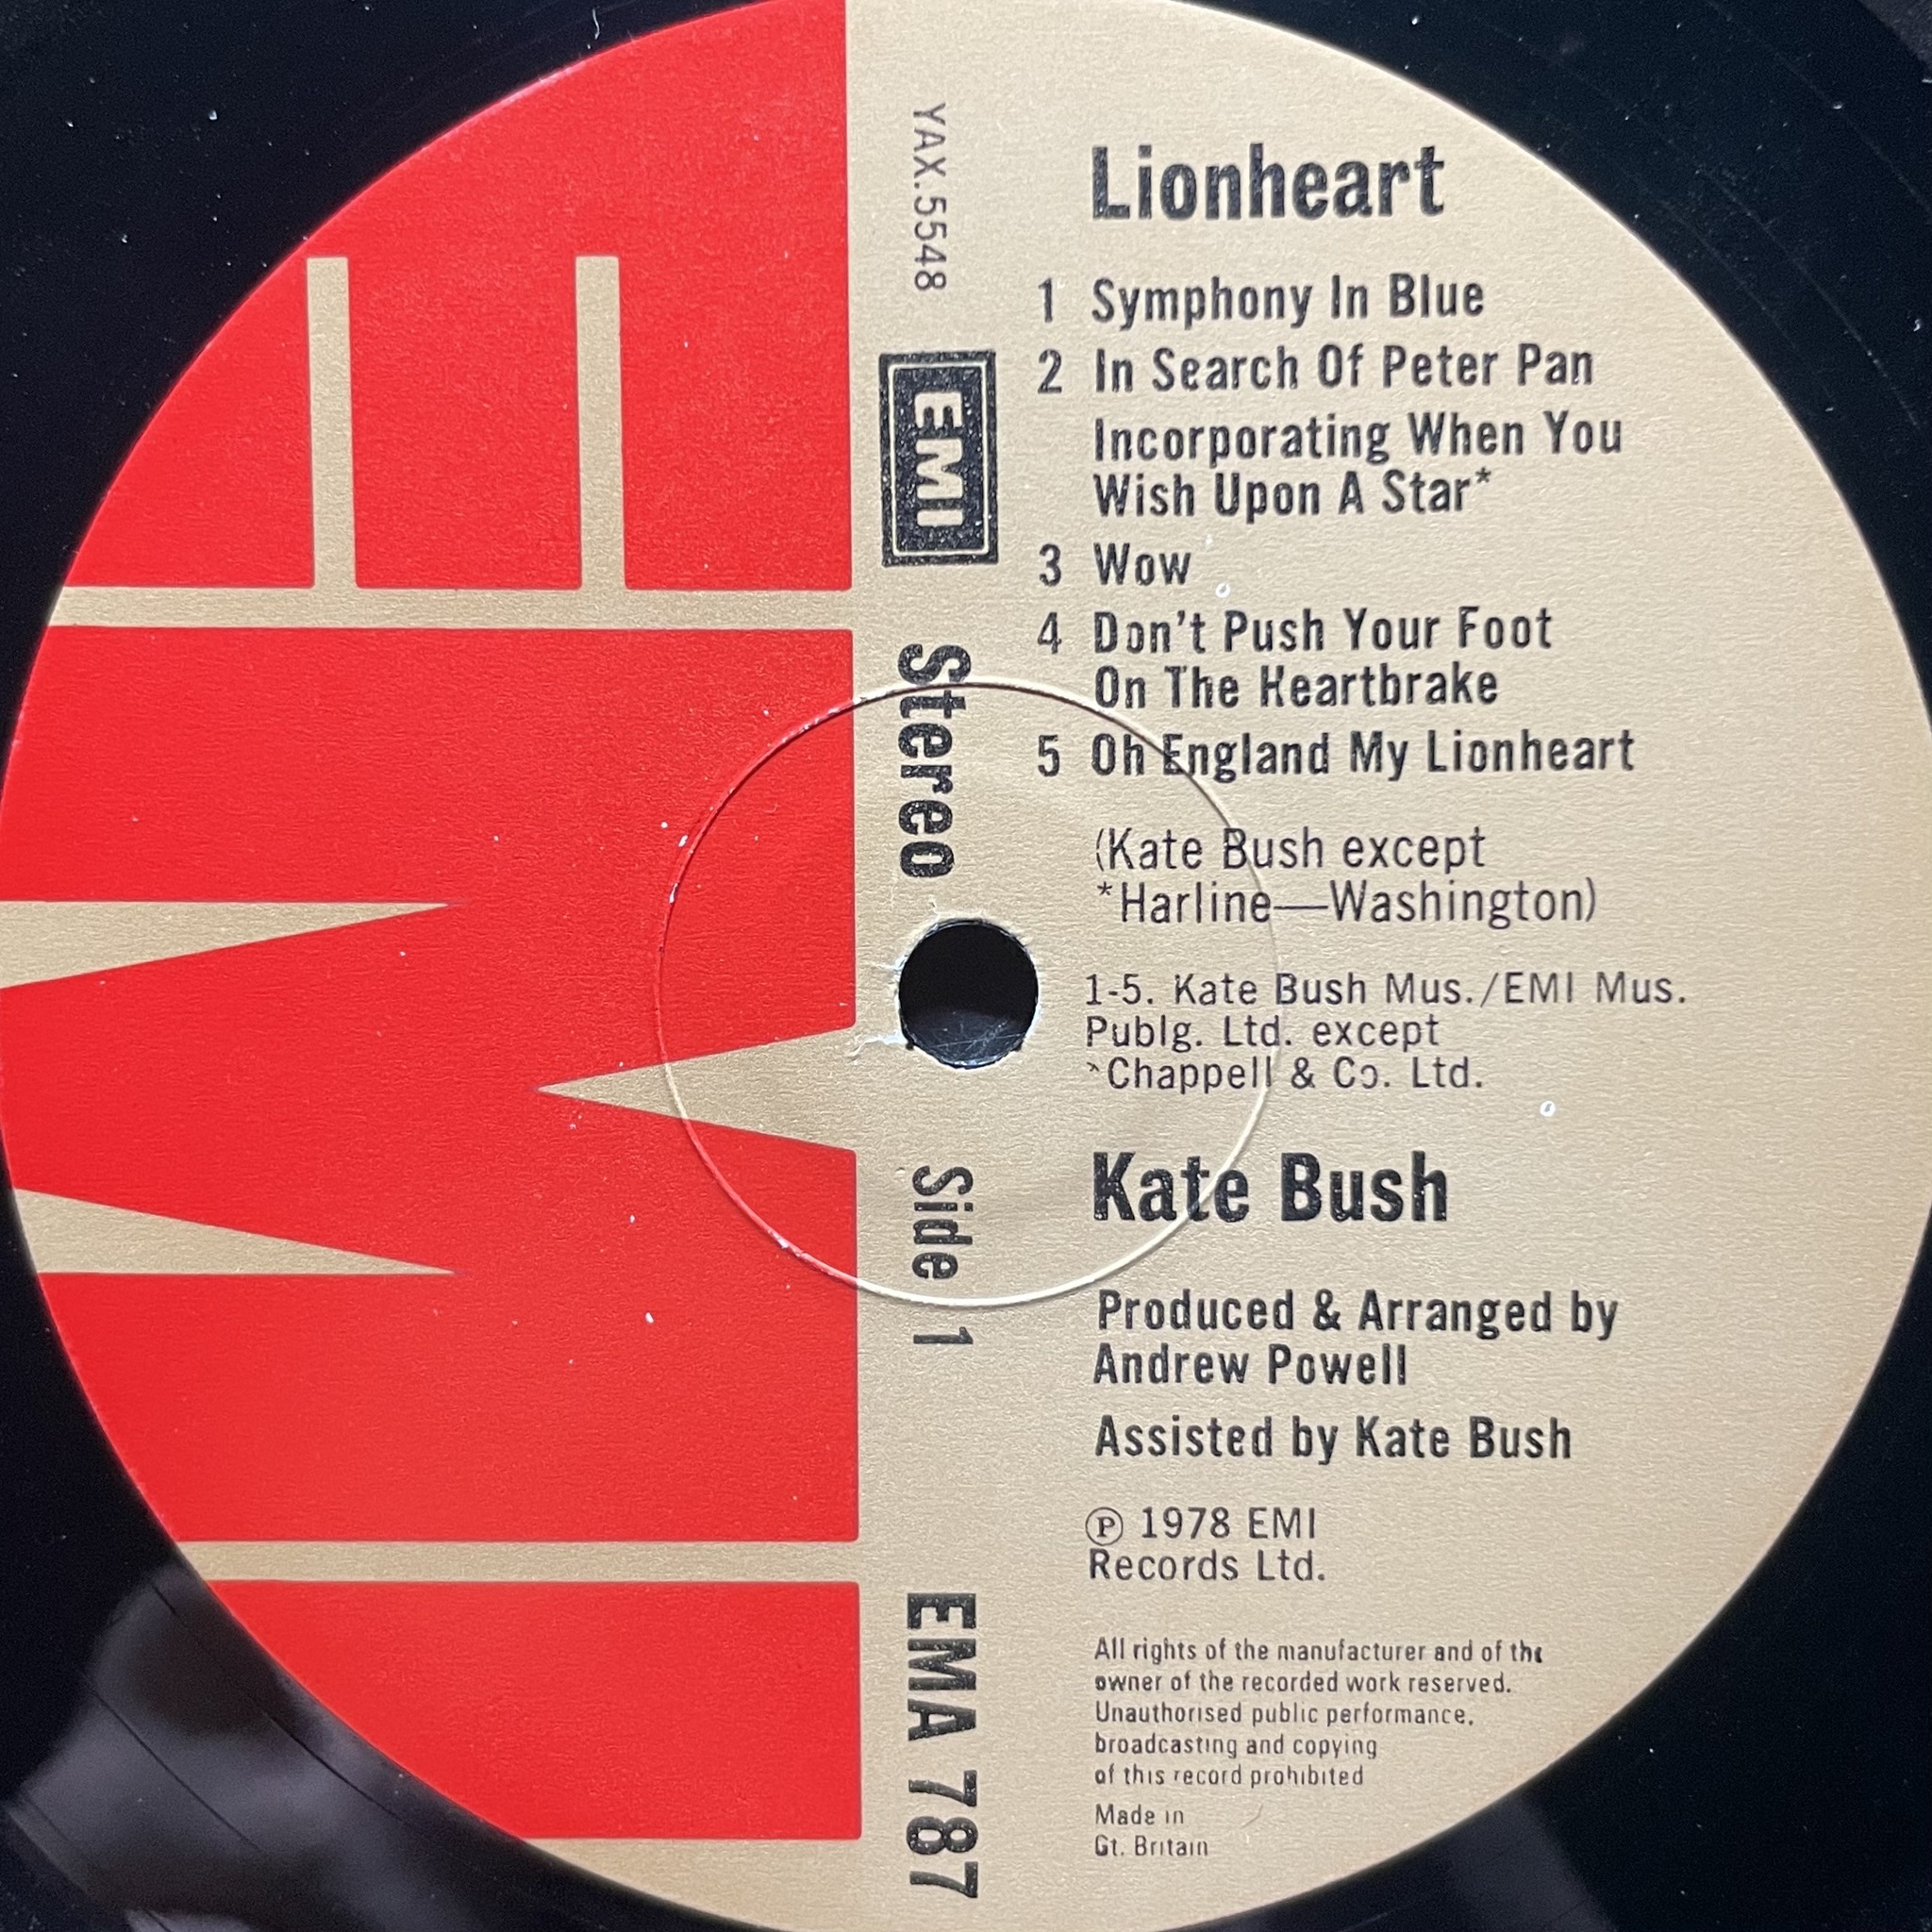 Lionheart
1 Symphony In Blue
2 In Search Of Peter Pan
Incorporating When You
Wish Upon A Star*
3 Wow
4 Don't Push Your Foot
On The Heartbrake
5 Oh England My Lionheart
(Kate Bush except
*Harline—Washington)
1-5. Kate Bush Mus./EMI Mus.
Publg. Ltd. except
*Chappell & Co. Ltd.
Kate Bush
Produced & Arranged by
Andrew Powell
Assisted by Kate Bush
℗ 1978 EMI
Records Ltd.
All rights of the manufacturer and of the
owner of the recorded work reserved.
Unauthorised public performance,
broadcasting and copying
of this record prohibited
Made in
Gt. Britain
YAX.5548
EMI
Stereo
Side 1
EMA 787
EMI